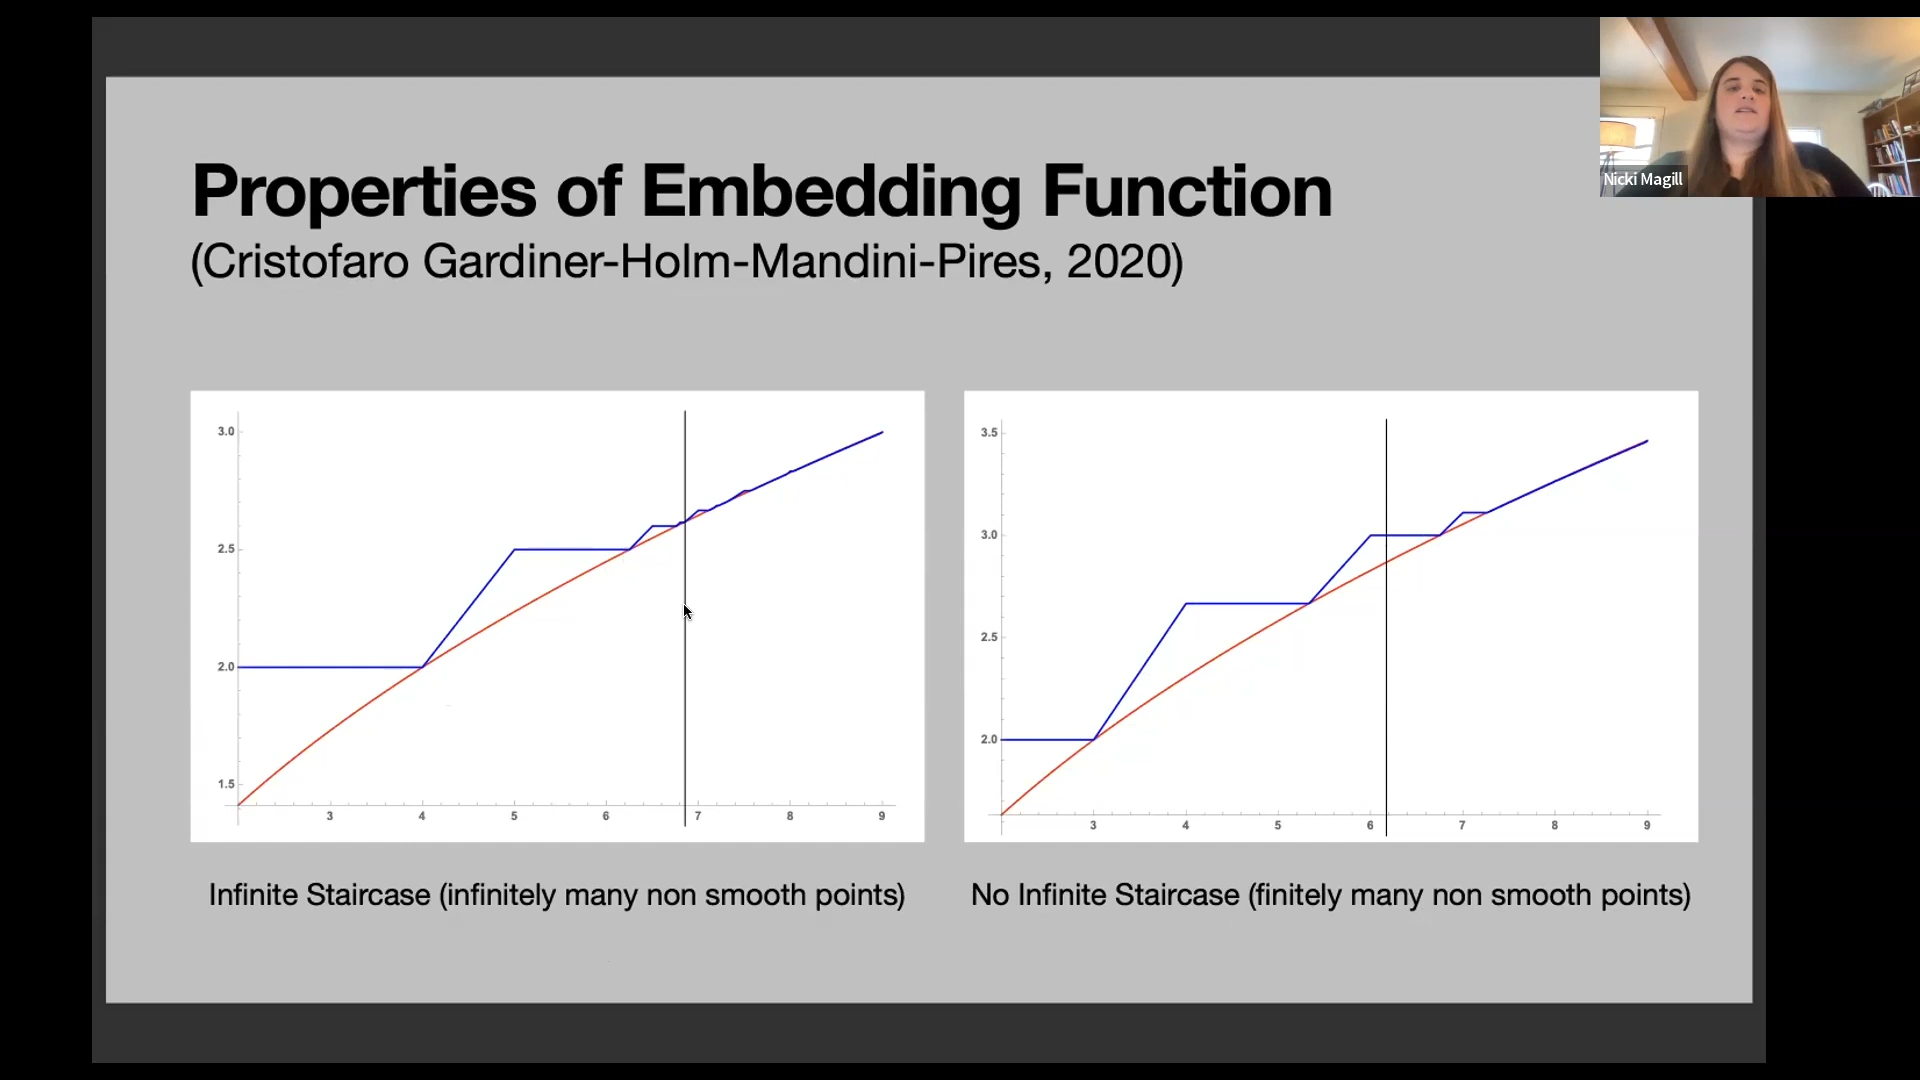 Nicki Magill
Properties of Embedding Function
(Cristofaro Gardiner-Holm-Mandini-Pires, 2020)
3.0
2.5
2.0
1.5
3 4 5 6 7 8 9
3.5
3.0
2.5
2.0
3 4 5 6 7 8 9
Infinite Staircase (infinitely many non smooth points)
No Infinite Staircase (finitely many non smooth points)